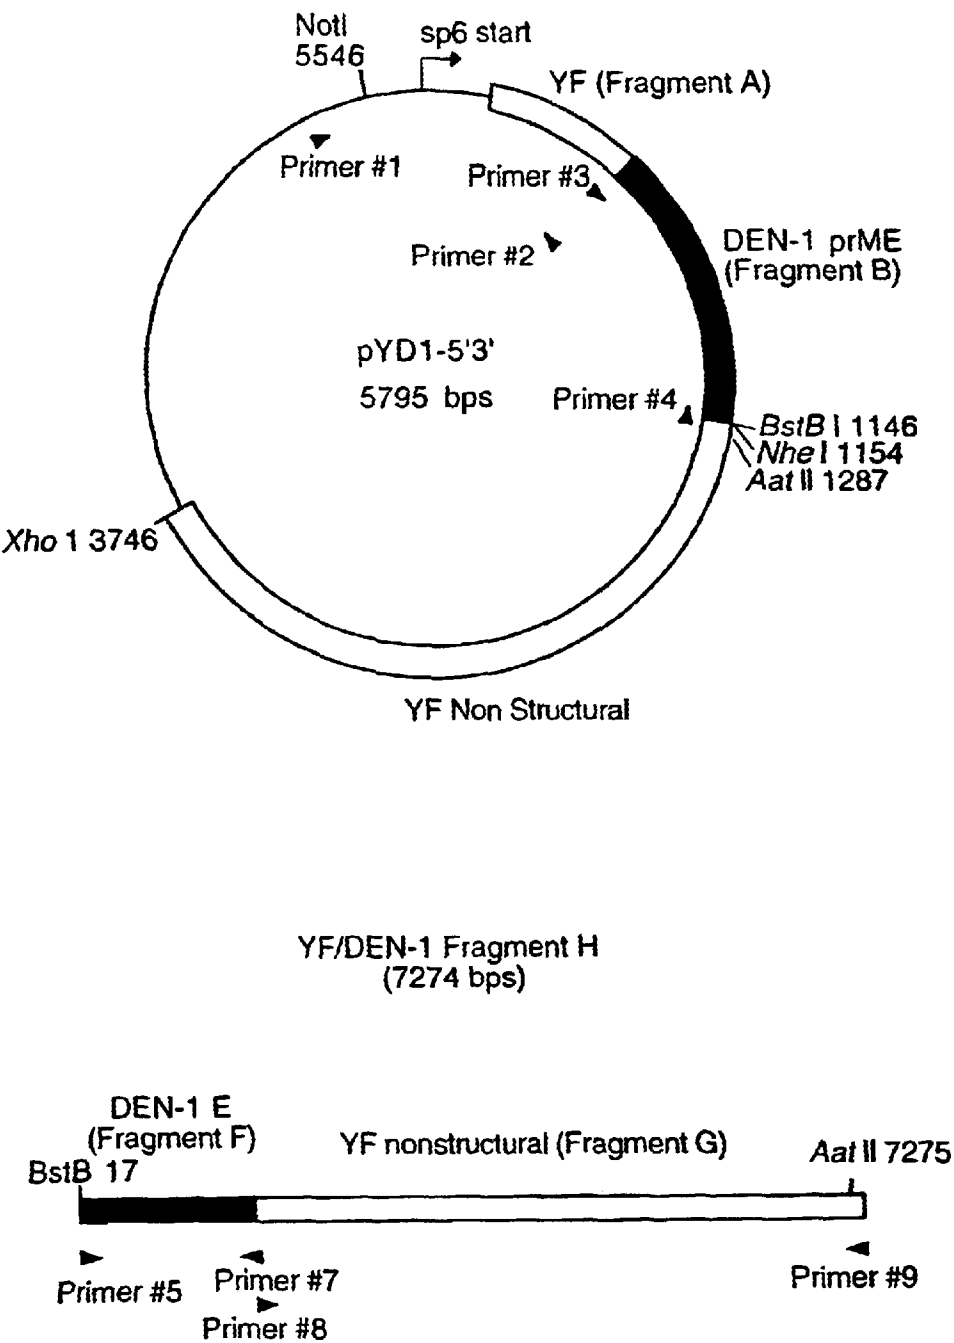 NotI
5546
sp6 start
YF (Fragment A)
Primer #1
Primer #3
Primer #2
DEN-1 prME
(Fragment B)
pYD1-5'3'
5795 bps
Primer #4
BstB I 1146
Nhe I 1154
Aat II 1287
Xho 1 3746
YF Non Structural
YF/DEN-1 Fragment H
(7274 bps)
DEN-1 E
(Fragment F)
YF nonstructural (Fragment G)
Aat II 7275
BstB 17
Primer #5
Primer #7
Primer #9
Primer #8